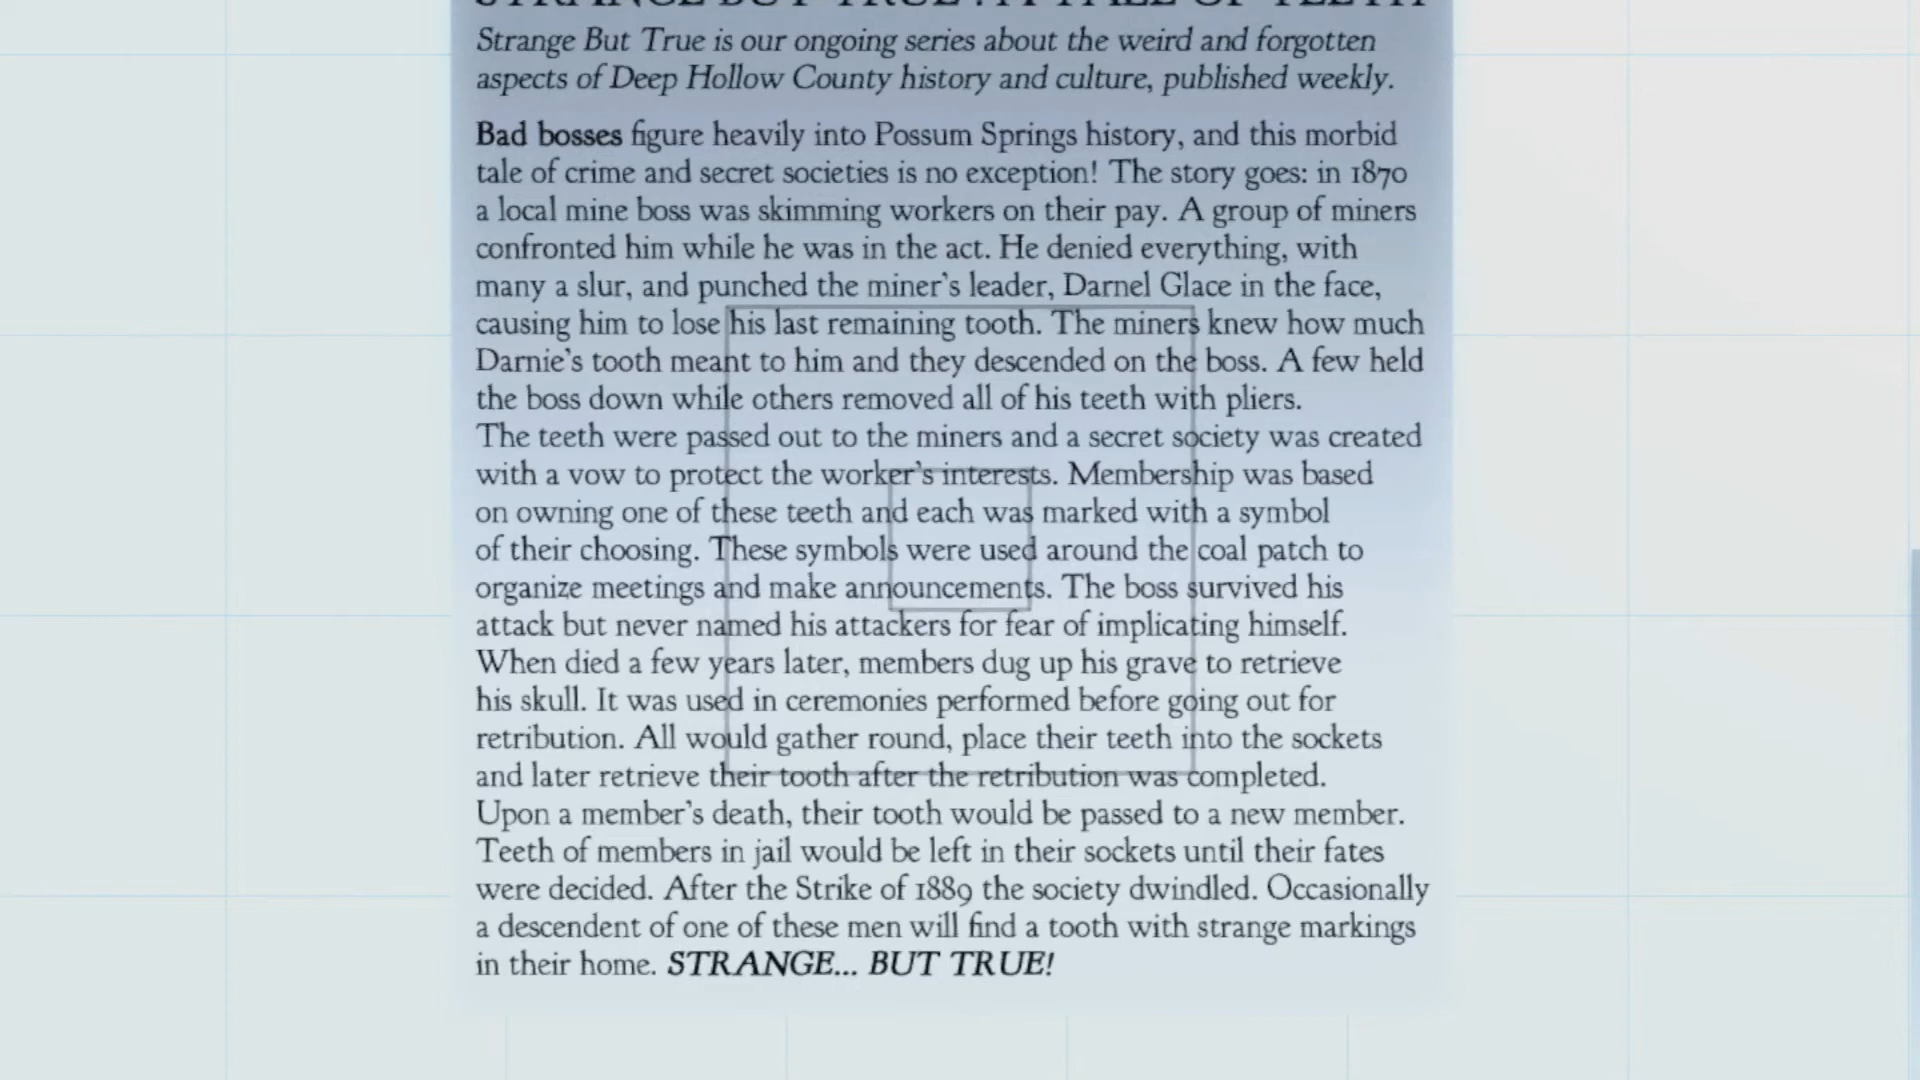 STRANGE BUT TRUE: A TALE OF TEETH
Strange But True is our ongoing series about the weird and forgotten
aspects of Deep Hollow County history and culture, published weekly.
Bad bosses figure heavily into Possum Springs history, and this morbid
tale of crime and secret societies is no exception! The story goes: in 1870
a local mine boss was skimming workers on their pay. A group of miners
confronted him while he was in the act. He denied everything, with
many a slur, and punched the miner's leader, Darnel Glace in the face,
causing him to lose his last remaining tooth. The miners knew how much
Darnie's tooth meant to him and they descended on the boss. A few held
the boss down while others removed all of his teeth with pliers.
The teeth were passed out to the miners and a secret society was created
with a vow to protect the worker's interests. Membership was based
on owning one of these teeth and each was marked with a symbol
of their choosing. These symbols were used around the coal patch to
organize meetings and make announcements. The boss survived his
attack but never named his attackers for fear of implicating himself.
When died a few years later, members dug up his grave to retrieve
his skull. It was used in ceremonies performed before going out for
retribution. All would gather round, place their teeth into the sockets
and later retrieve their tooth after the retribution was completed.
Upon a member's death, their tooth would be passed to a new member.
Teeth of members in jail would be left in their sockets until their fates
were decided. After the Strike of 1889 the society dwindled. Occasionally
a descendent of one of these men will find a tooth with strange markings
in their home. STRANGE... BUT TRUE!